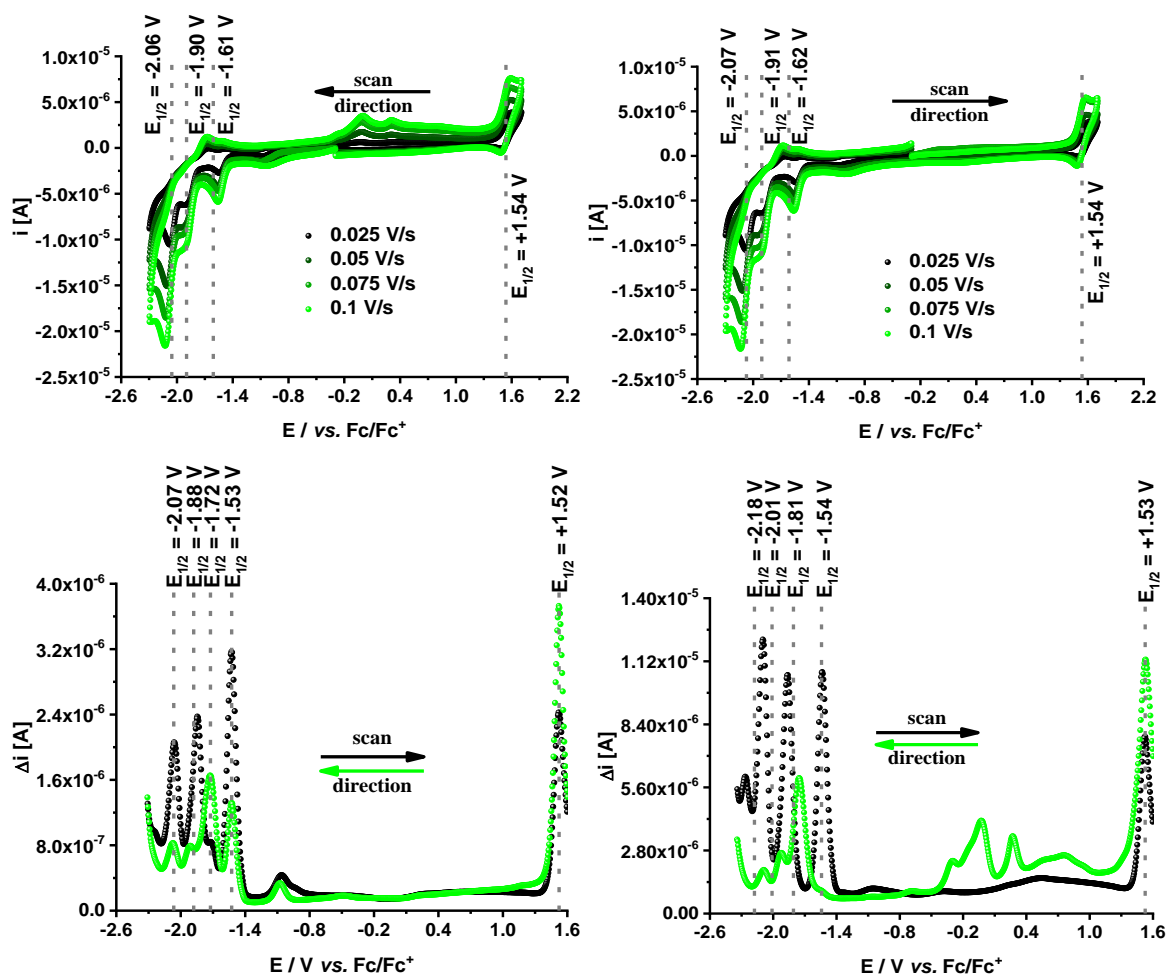 E1/2 = -2.06 V
E1/2 = -1.90 V
E1/2 = -1.61 V
1.0x10-5
5.0x10-6
0.0
-5.0x10-6
-1.0x10-5
-1.5x10-5
-2.0x10-5
-2.5x10-5
i [A]
scan
direction
0.025 V/s
0.05 V/s
0.075 V/s
0.1 V/s
E1/2 = +1.54 V
-2.6 -2.0 -1.4 -0.8 -0.2 0.4 1.0 1.6 2.2
E / vs. Fc/Fc+
E1/2 = -2.07 V
E1/2 = -1.91 V
E1/2 = -1.62 V
1.0x10-5
5.0x10-6
0.0
-5.0x10-6
-1.0x10-5
-1.5x10-5
-2.0x10-5
-2.5x10-5
i [A]
scan
direction
0.025 V/s
0.05 V/s
0.075 V/s
0.1 V/s
E1/2 = +1.54 V
-2.6 -2.0 -1.4 -0.8 -0.2 0.4 1.0 1.6 2.2
E / vs. Fc/Fc+
E1/2 = -2.07 V
E1/2 = -1.88 V
E1/2 = -1.72 V
E1/2 = -1.53 V
E1/2 = +1.52 V
4.0x10-6
3.2x10-6
2.4x10-6
1.6x10-6
8.0x10-7
0.0
Δi [A]
scan
direction
-2.6 -2.0 -1.4 -0.8 -0.2 0.4 1.0 1.6
E / V vs. Fc/Fc+
E1/2 = -2.18 V
E1/2 = -2.01 V
E1/2 = -1.81 V
E1/2 = -1.54 V
E1/2 = +1.53 V
1.40x10-5
1.12x10-5
8.40x10-6
5.60x10-6
2.80x10-6
0.00
Δi [A]
scan
direction
-2.6 -2.0 -1.4 -0.8 -0.2 0.4 1.0 1.6
E / V vs. Fc/Fc+